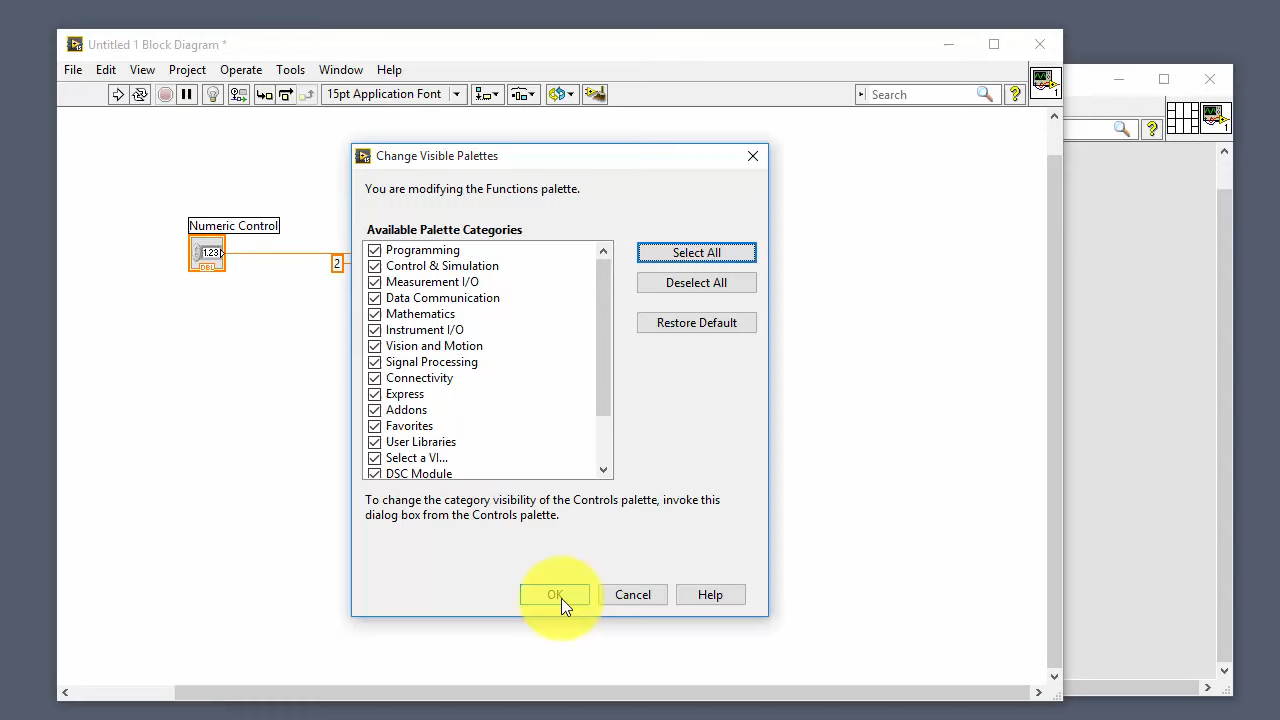 Untitled 1 Block Diagram *
File Edit View Project Operate Tools Window Help
15pt Application Font
Search
?
1
?
1
Change Visible Palettes
You are modifying the Functions palette.
Numeric Control
1.23
DBL
2
Available Palette Categories
Programming
Control & Simulation
Measurement I/O
Data Communication
Mathematics
Instrument I/O
Vision and Motion
Signal Processing
Connectivity
Express
Addons
Favorites
User Libraries
Select a VI...
DSC Module
Select All
Deselect All
Restore Default
To change the category visibility of the Controls palette, invoke this
dialog box from the Controls palette.
OK Cancel Help